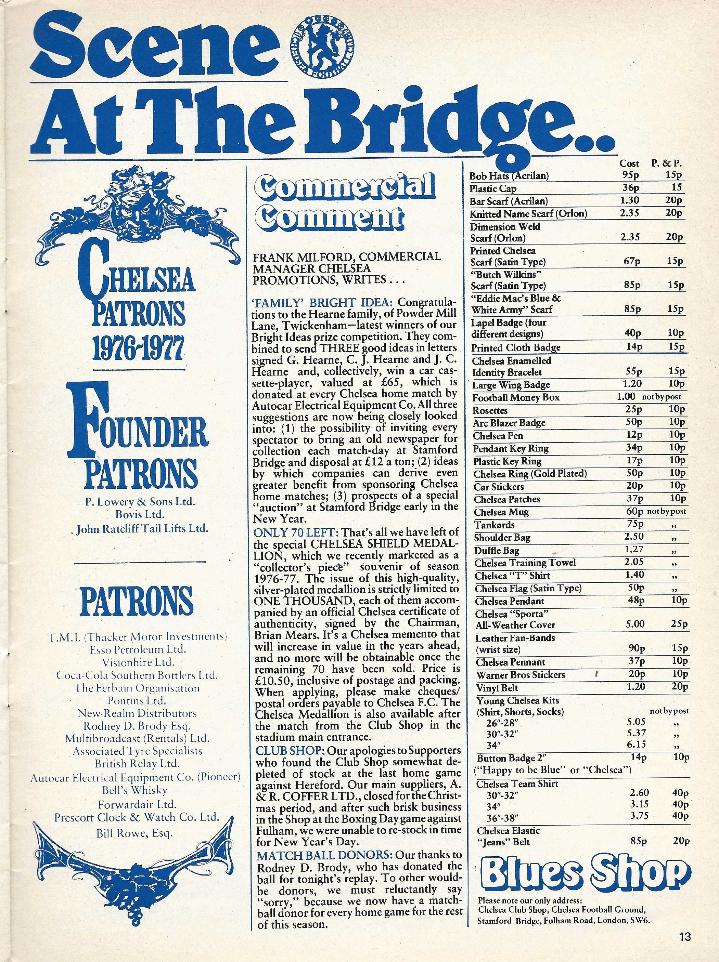 Scene
At The Bridge..
CHELSEA
PATRONS
1976-1977
FOUNDER
PATRONS
P. Lowery & Sons Ltd.
Bovis Ltd.
John Ratcliff Tail Lifts Ltd.
PATRONS
T.M.I. (Thacker Motor Investments)
Esso Petroleum Ltd.
Visionhire Ltd.
Coca-Cola Southern Bottlers Ltd.
The Ferham Organisation
Pontins Ltd.
New-Realm Distributors
Rodney D. Brody Esq.
Multibroadcast (Rentals) Ltd.
Associated Tyre Specialists
British Relay Ltd.
Autocar Electrical Equipment Co. (Pioneer)
Bell's Whisky
Forwardair Ltd.
Prescort Clock & Watch Co. Ltd.
Bill Rowe, Esq.
Commercial
Comment
FRANK MILFORD, COMMERCIAL
MANAGER CHELSEA
PROMOTIONS, WRITES . . .
'FAMILY' BRIGHT IDEA: Congratula-
tions to the Hearne family, of Powder Mill
Lane, Twickenham—latest winners of our
Bright Ideas prize competition. They com-
bined to send THREE good ideas in letters
signed G. Hearne, C. J. Hearne and J. C.
Hearne and, collectively, win a car cas-
sette-player, valued at £65, which is
donated at every Chelsea home match by
Autocar Electrical Equipment Co. All three
suggestions are now being closely looked
into: (1) the possibility of inviting every
spectator to bring an old newspaper for
collection each match-day at Stamford
Bridge and disposal at £12 a ton; (2) ideas
by which companies can derive even
greater benefit from sponsoring Chelsea
home matches; (3) prospects of a special
"auction" at Stamford Bridge early in the
New Year.
ONLY 70 LEFT: That's all we have left of
the special CHELSEA SHIELD MEDAL-
LION, which we recently marketed as a
"collector's piece" souvenir of season
1976-77. The issue of this high-quality,
silver-plated medallion is strictly limited to
ONE THOUSAND, each of them accom-
panied by an official Chelsea certificate of
authenticity, signed by the Chairman,
Brian Mears. It's a Chelsea memento that
will increase in value in the years ahead,
and no more will be obtainable once the
remaining 70 have been sold. Price is
£10.50, inclusive of postage and packing.
When applying, please make cheques/
postal orders payable to Chelsea F.C. The
Chelsea Medallion is also available after
the match from the Club Shop in the
stadium main entrance.
CLUB SHOP: Our apologies to Supporters
who found the Club Shop somewhat de-
pleted of stock at the last home game
against Hereford. Our main suppliers, A.
& R. COFFER LTD., closed for the Christ-
mas period, and after such brisk business
in the Shop at the Boxing Day game against
Fulham, we were unable to re-stock in time
for New Year's Day.
MATCH BALL DONORS: Our thanks to
Rodney D. Brody, who has donated the
ball for tonight's replay. To other would-
be donors, we must reluctantly say
"sorry," because we now have a match-
ball donor for every home game for the rest
of this season.
Cost P. & P.
Bob Hats (Acrilan) 95p 15p
Plastic Cap 36p 15
Bar Scarf (Acrilan) 1.30 20p
Knitted Name Scarf (Orlon) 2.35 20p
Dimension Weld
Scarf (Orlon) 2.35 20p
Printed Chelsea
Scarf (Satin Type) 67p 15p
"Butch Wilkins"
Scarf (Satin Type) 85p 15p
"Eddie Mac's Blue &
White Army" Scarf 85p 15p
Lapel Badge (four
different designs) 40p 10p
Printed Cloth Badge 14p 15p
Chelsea Enamelled
Identity Bracelet 55p 15p
Large Wing Badge 1.20 10p
Football Money Box 1.00 not by post
Rosettes 25p 10p
Arc Blazer Badge 50p 10p
Chelsea Pen 12p 10p
Pendant Key Ring 34p 10p
Plastic Key Ring 17p 10p
Chelsea Ring (Gold Plated) 50p 10p
Car Stickers 20p 10p
Chelsea Patches 37p 10p
Chelsea Mug 60p not by post
Tankards 75p "
Shoulder Bag 2.50 "
Duffle Bag 1.27 "
Chelsea Training Towel 2.05 "
Chelsea "T" Shirt 1.40 "
Chelsea Flag (Satin Type) 50p "
Chelsea Pendant 48p 10p
Chelsea "Sports"
All-Weather Cover 5.00 25p
Leather Fan-Bands
(wrist size) 90p 15p
Chelsea Pennant 37p 10p
Warner Bros Stickers 20p 10p
Vinyl Belt 1.20 20p
Young Chelsea Kits
(Shirt, Shorts, Socks) not by post
26"-28" 5.05 "
30"-32" 5.37 "
34" 6.15 "
Button Badge 2" 14p 10p
("Happy to be Blue" or "Chelsea")
Chelsea Team Shirt
30"-32" 2.60 40p
34" 3.15 40p
36"-38" 3.75 40p
Chelsea Elastic
"Jeans" Belt 85p 20p
Blues Shop
Please note our only address:
Chelsea Club Shop, Chelsea Football Ground,
Stamford Bridge, Fulham Road, London, SW6.
13